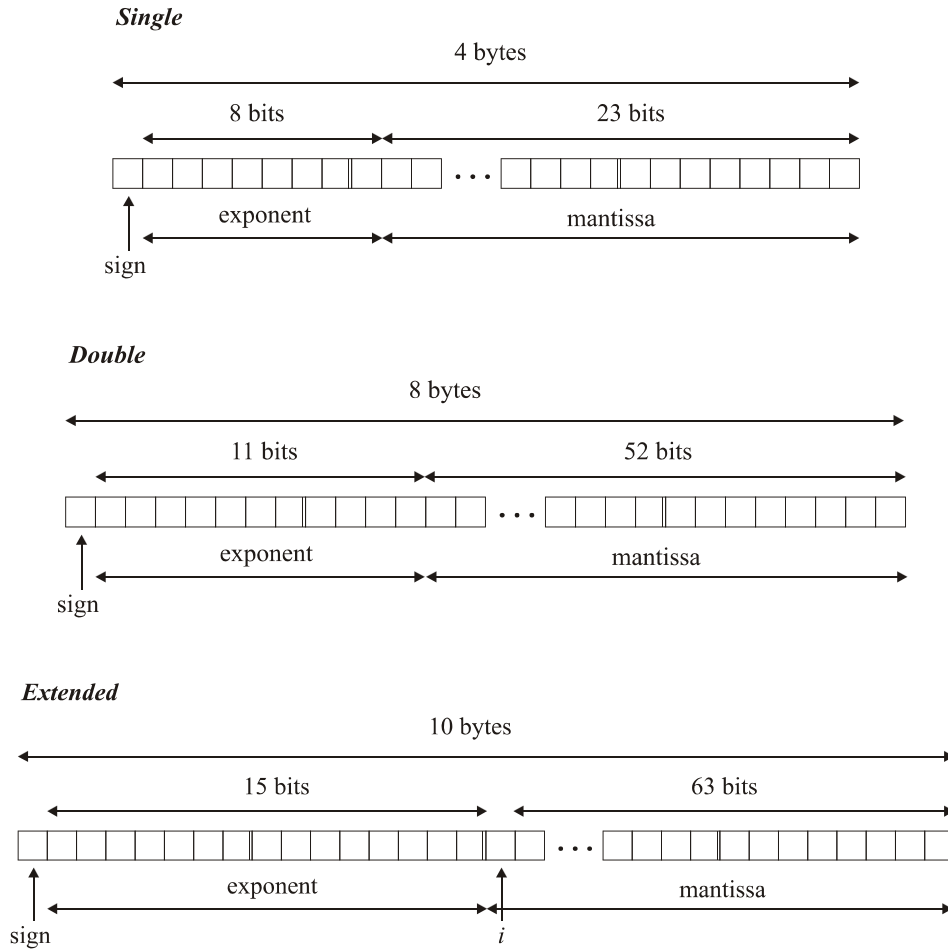 Single
4 bytes
8 bits 23 bits
exponent mantissa
sign
Double
8 bytes
11 bits 52 bits
exponent mantissa
sign
Extended
10 bytes
15 bits 63 bits
exponent mantissa
sign i